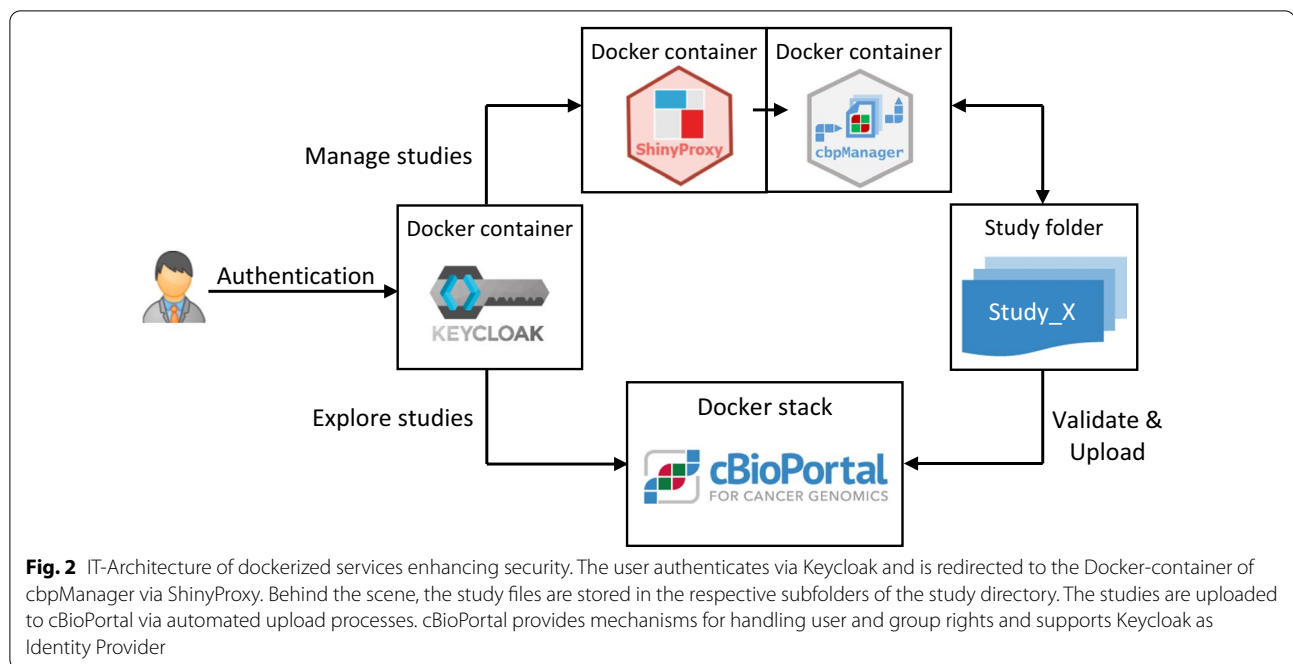 Docker container
Docker container
ShinyProxy
cbpManager
Manage studies
Docker container
KEYCLOAK
Authentication
Study folder
Study_X
Explore studies
Docker stack
cBioPortal
FOR CANCER GENOMICS
Validate &
Upload
Fig. 2 IT-Architecture of dockerized services enhancing security. The user authenticates via Keycloak and is redirected to the Docker-container of
cbpManager via ShinyProxy. Behind the scene, the study files are stored in the respective subfolders of the study directory. The studies are uploaded
to cBioPortal via automated upload processes. cBioPortal provides mechanisms for handling user and group rights and supports Keycloak as
Identity Provider